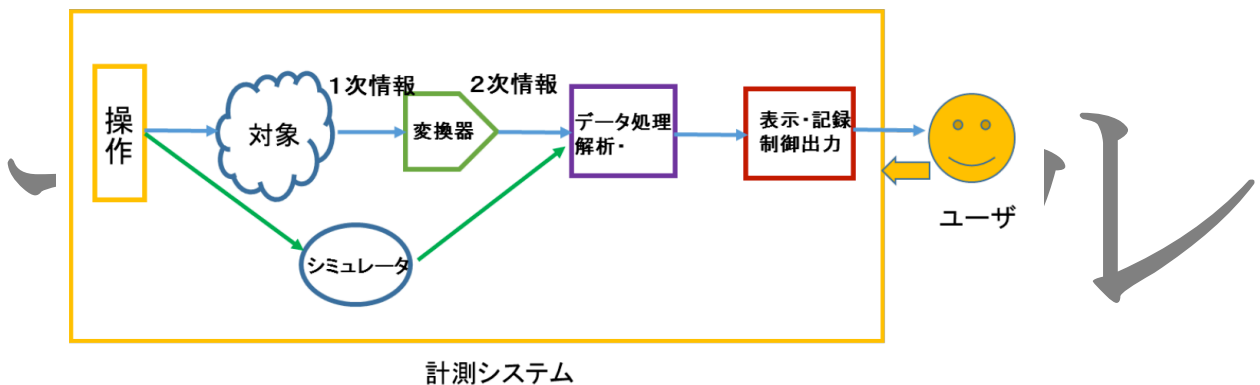 操作
対象
1次情報
変換器
2次情報
データ処理
解析・
表示・記録
制御出力
シミュレータ
ユーザ
計測システム